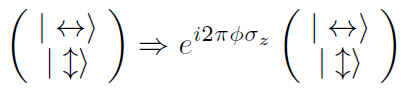 ( | ↔⟩ | ↕⟩ ) ⇒ e^{i2πϕσ_z} ( | ↔⟩ | ↕⟩ )